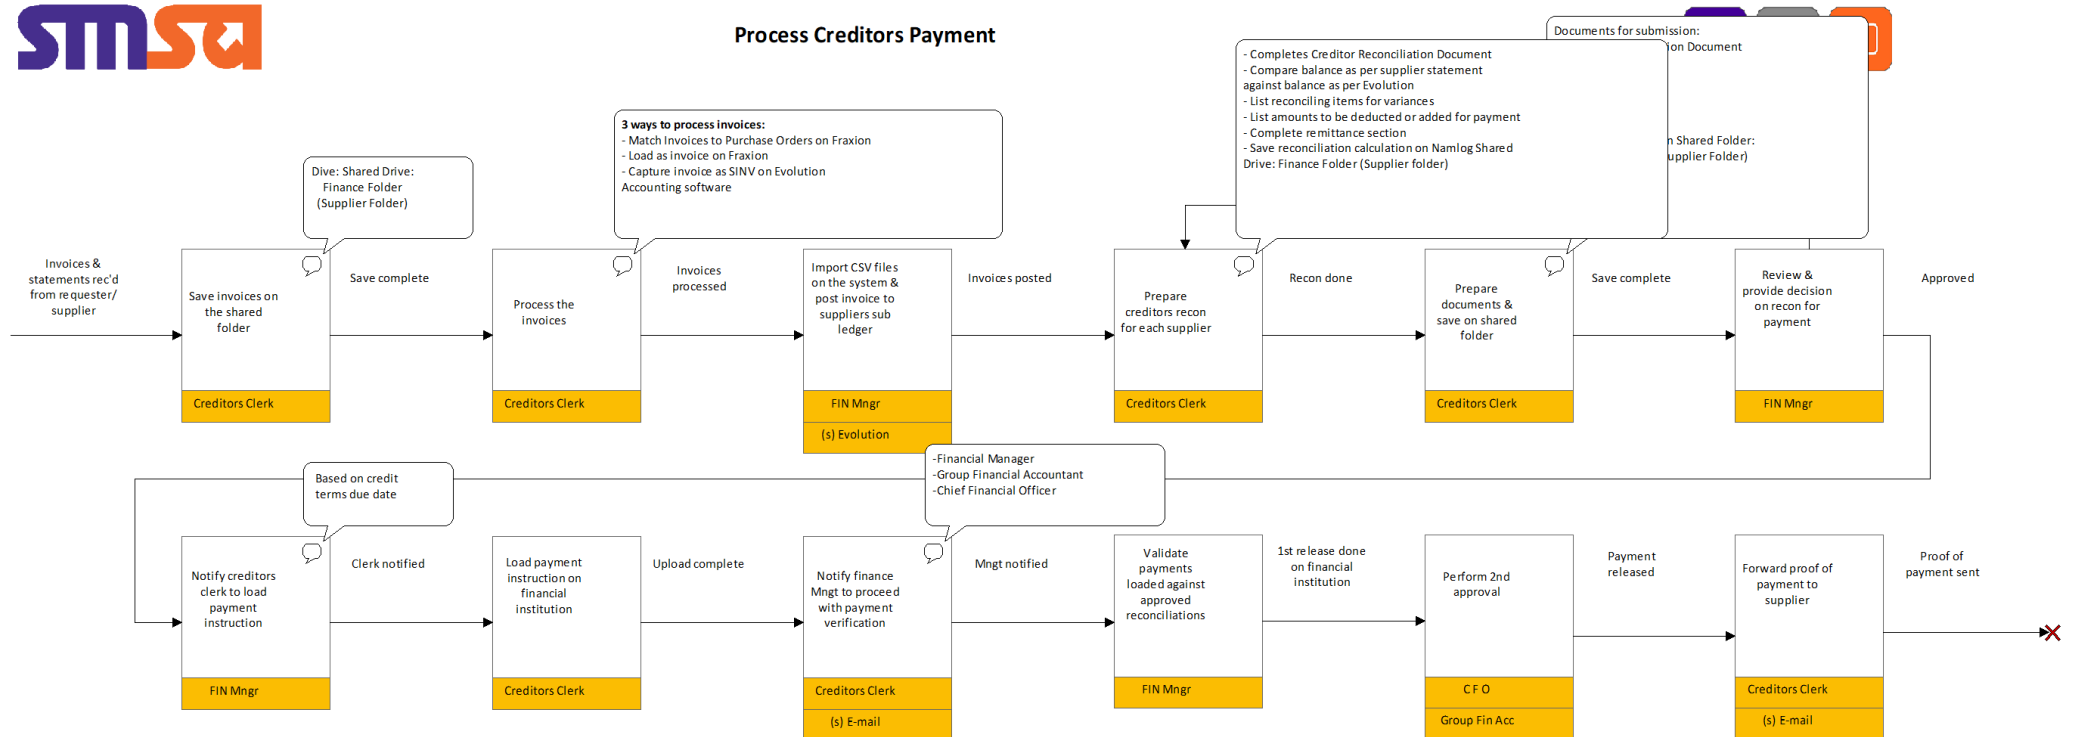 smsa
Process Creditors Payment
Documents for submission:
ion Document
n Shared Folder:
upplier Folder)
- Completes Creditor Reconciliation Document
- Compare balance as per supplier statement
against balance as per Evolution
- List reconciling items for variances
- List amounts to be deducted or added for payment
- Complete remittance section
- Save reconciliation calculation on Namlog Shared
Drive: Finance Folder (Supplier folder)
3 ways to process invoices:
- Match Invoices to Purchase Orders on Fraxion
- Load as invoice on Fraxion
- Capture invoice as SINV on Evolution
Accounting software
Dive: Shared Drive:
Finance Folder
(Supplier Folder)
Invoices &
statements rec'd
from requester/
supplier
Save invoices on
the shared
folder
Creditors Clerk
Save complete
Process the
invoices
Creditors Clerk
Invoices
processed
Import CSV files
on the system &
post invoice to
suppliers sub
ledger
FIN Mngr
(s) Evolution
Invoices posted
Prepare
creditors recon
for each supplier
Creditors Clerk
Recon done
Prepare
documents &
save on shared
folder
Creditors Clerk
Save complete
Review &
provide decision
on recon for
payment
FIN Mngr
Approved
Based on credit
terms due date
-Financial Manager
-Group Financial Accountant
-Chief Financial Officer
Notify creditors
clerk to load
payment
instruction
FIN Mngr
Clerk notified
Load payment
instruction on
financial
institution
Creditors Clerk
Upload complete
Notify finance
Mngt to proceed
with payment
verification
Creditors Clerk
(s) E-mail
Mngt notified
Validate
payments
loaded against
approved
reconciliations
FIN Mngr
1st release done
on financial
institution
Perform 2nd
approval
C F O
Group Fin Acc
Payment
released
Forward proof of
payment to
supplier
Creditors Clerk
(s) E-mail
Proof of
payment sent